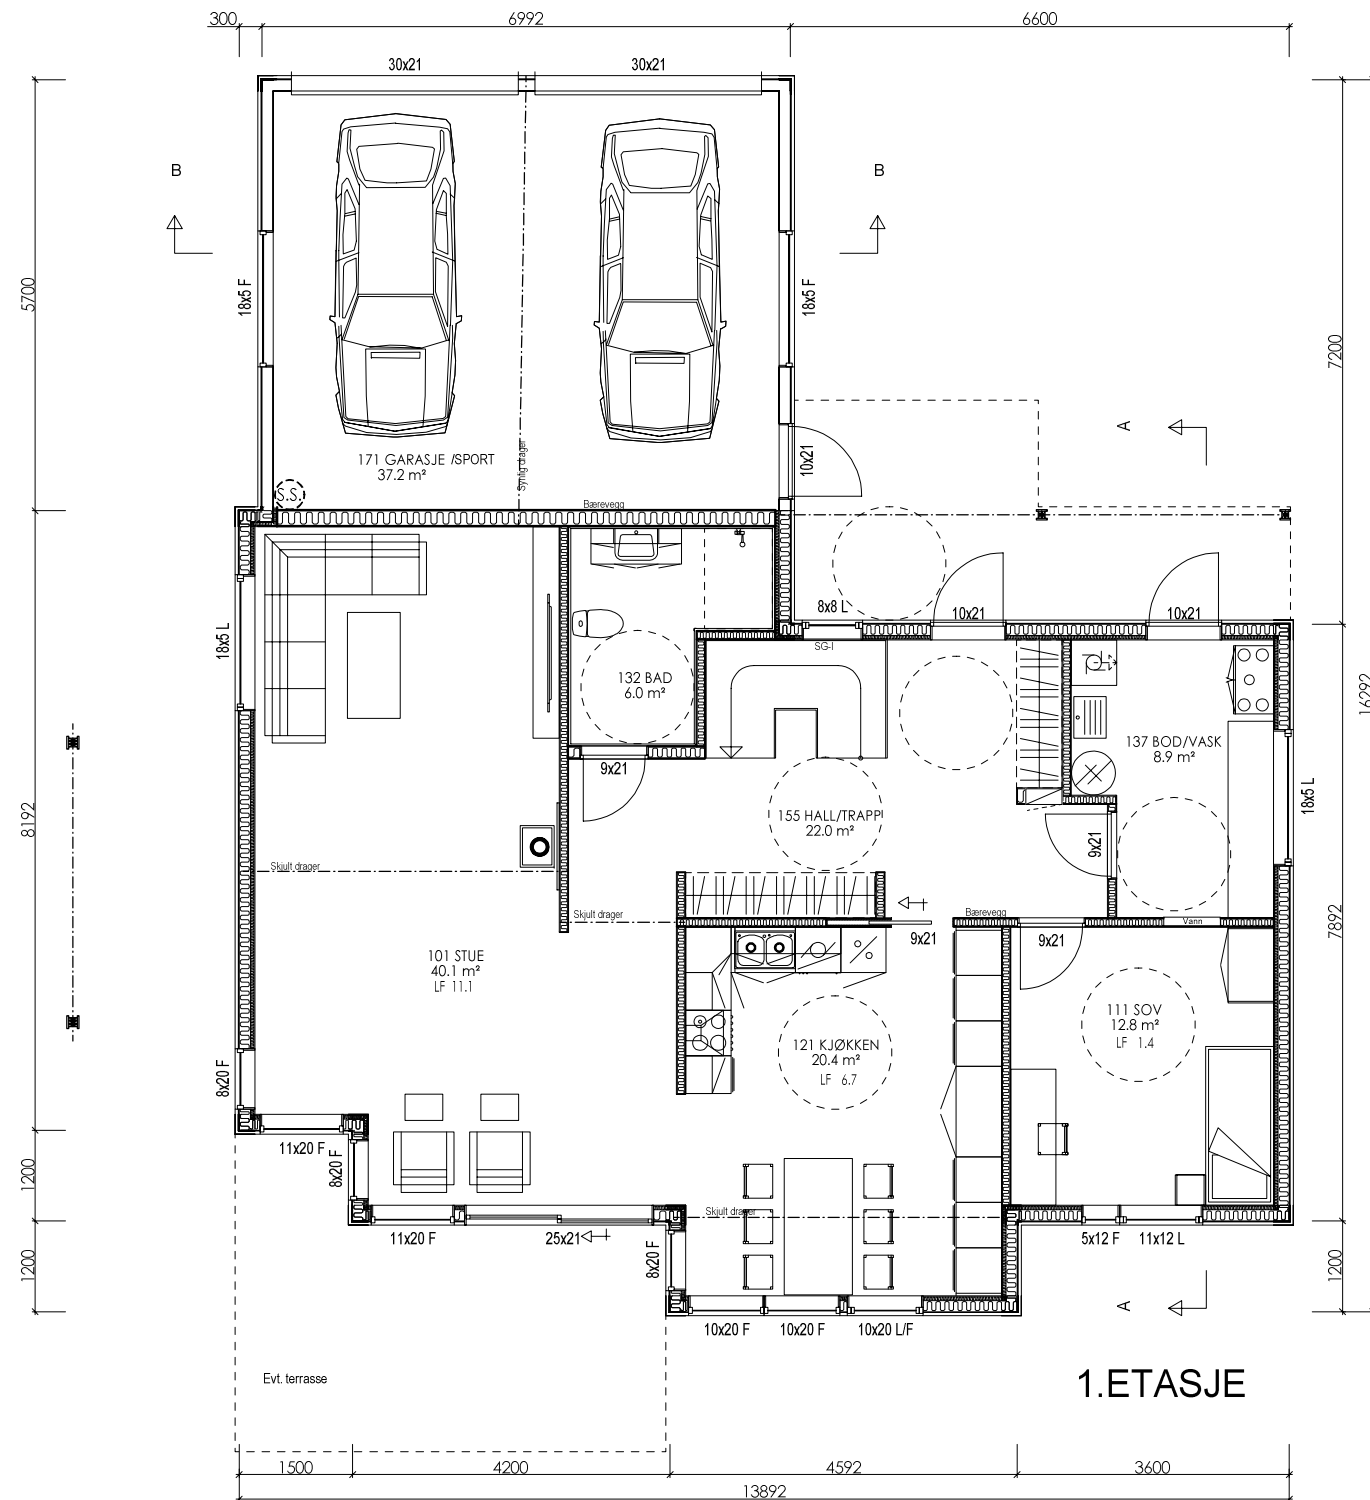 300
6992
6600
30x21
30x21
B
B
5700
18x5 F
18x5 F
7200
A
10x21
171 GARASJE /SPORT
37.2 m²
Synlig drager
S.S.
Bærevegg
8x8 L
10x21
10x21
SG-I
18x5 L
132 BAD
6.0 m²
16292
137 BOD/VASK
8.9 m²
9x21
18x5 L
8192
155 HALL/TRAPP
22.0 m²
9x21
Skjult drager
Skjult drager
Bærevegg
Vann
7892
9x21
9x21
101 STUE
40.1 m²
LF 11.1
111 SOV
12.8 m²
LF 1.4
121 KJØKKEN
20.4 m²
LF 6.7
8x20 F
11x20 F
8x20 F
1200
Skjult drager
11x20 F
25x21
8x20 F
5x12 F
11x12 L
1200
1200
A
10x20 F
10x20 F
10x20 L/F
Evt. terrasse
1.ETASJE
1500
4200
4592
3600
13892